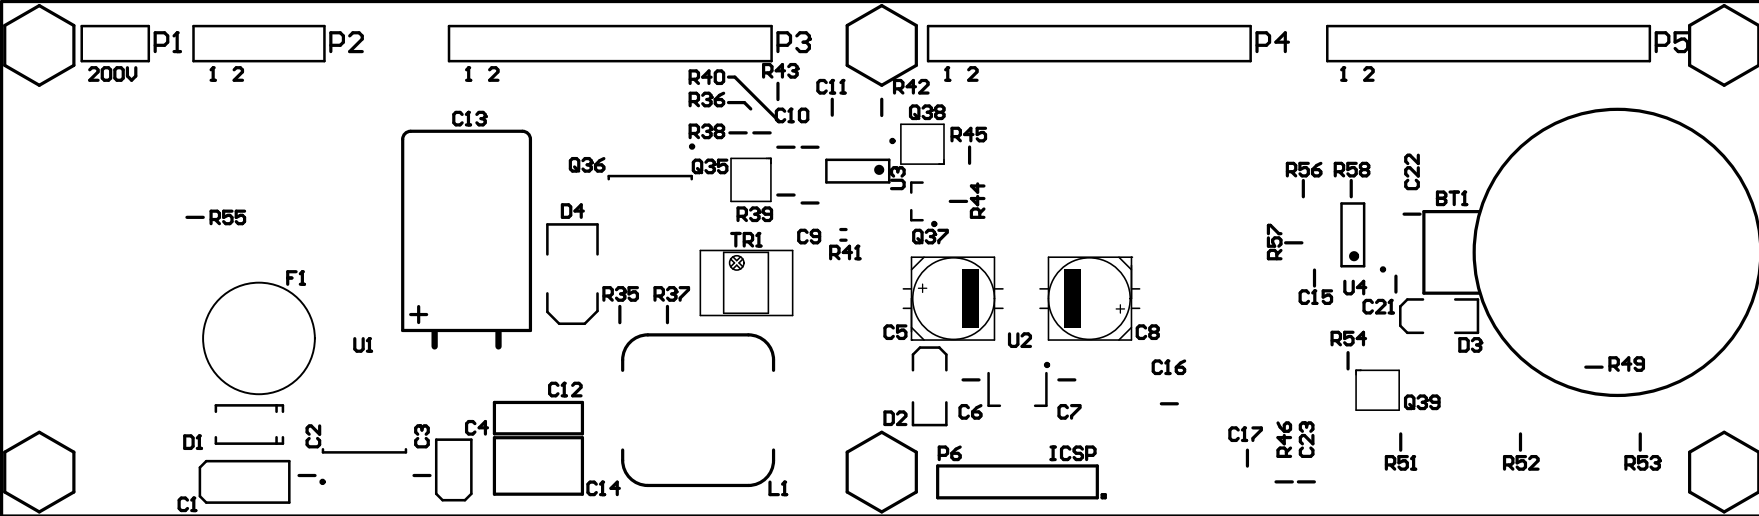 P1
P2
P3
P4
P5
200V
1 2
1 2
1 2
1 2
R40
R43
R36
C11
R42
C10
Q38
C13
R38
R45
Q36
Q35
U3
R56
R58
C22
R44
BT1
R55
D4
R39
TR1
C9
R41
Q37
R57
F1
R35
R37
+
U4
C15
C21
C5
U2
C8
U1
R54
D3
C16
R49
C12
D2
C6
C7
Q39
D1
C2
C3
C4
C17
R46
C23
P6
ICSP
R51
R52
R53
C1
C14
L1